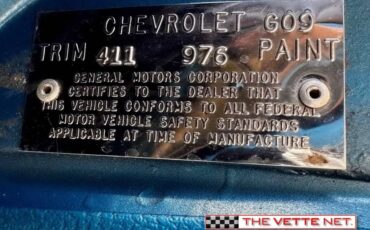 CHEVROLET G09
TRIM 411 976 PAINT
GENERAL MOTORS CORPORATION
CERTIFIES TO THE DEALER THAT
THIS VEHICLE CONFORMS TO ALL FEDERAL
MOTOR VEHICLE SAFETY STANDARDS
APPLICABLE AT TIME OF MANUFACTURE
THE VETTE NET.